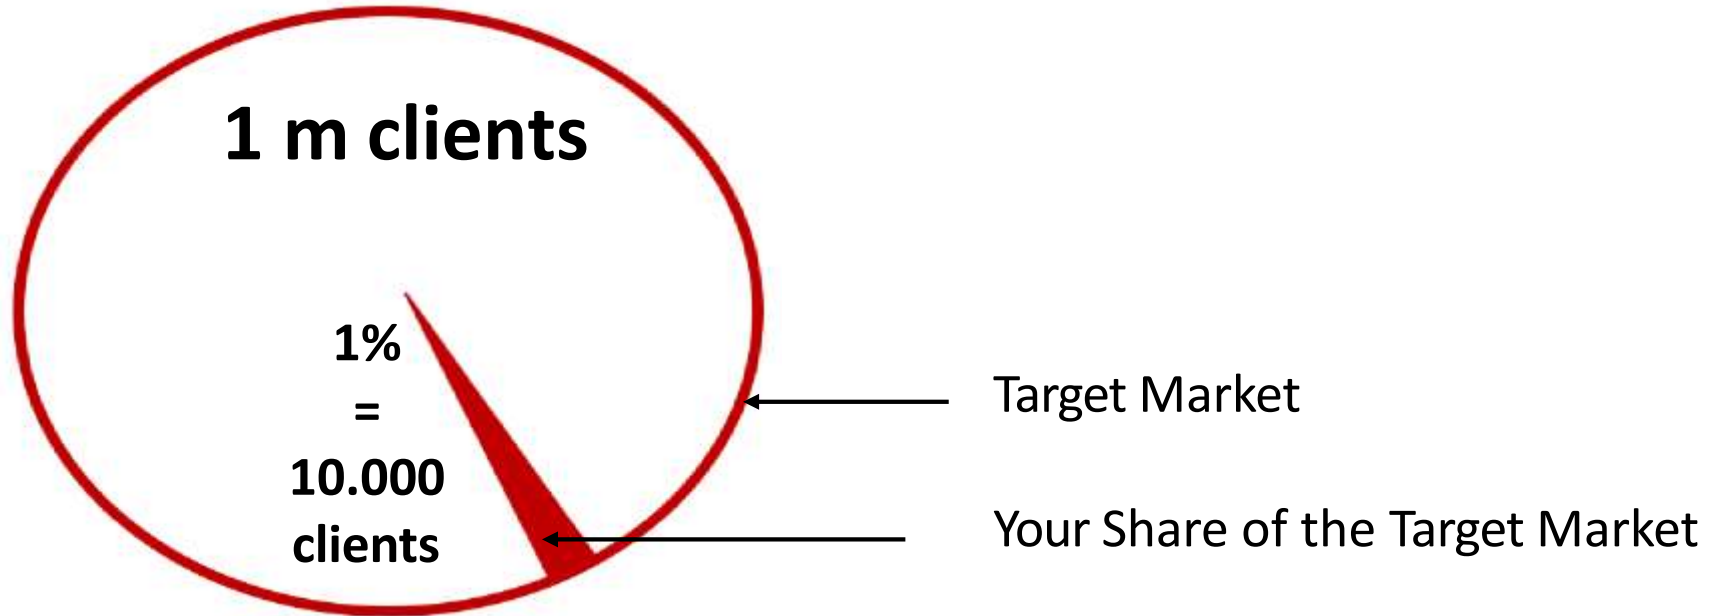 1 m clients
1%
=
10.000
clients
Target Market
Your Share of the Target Market